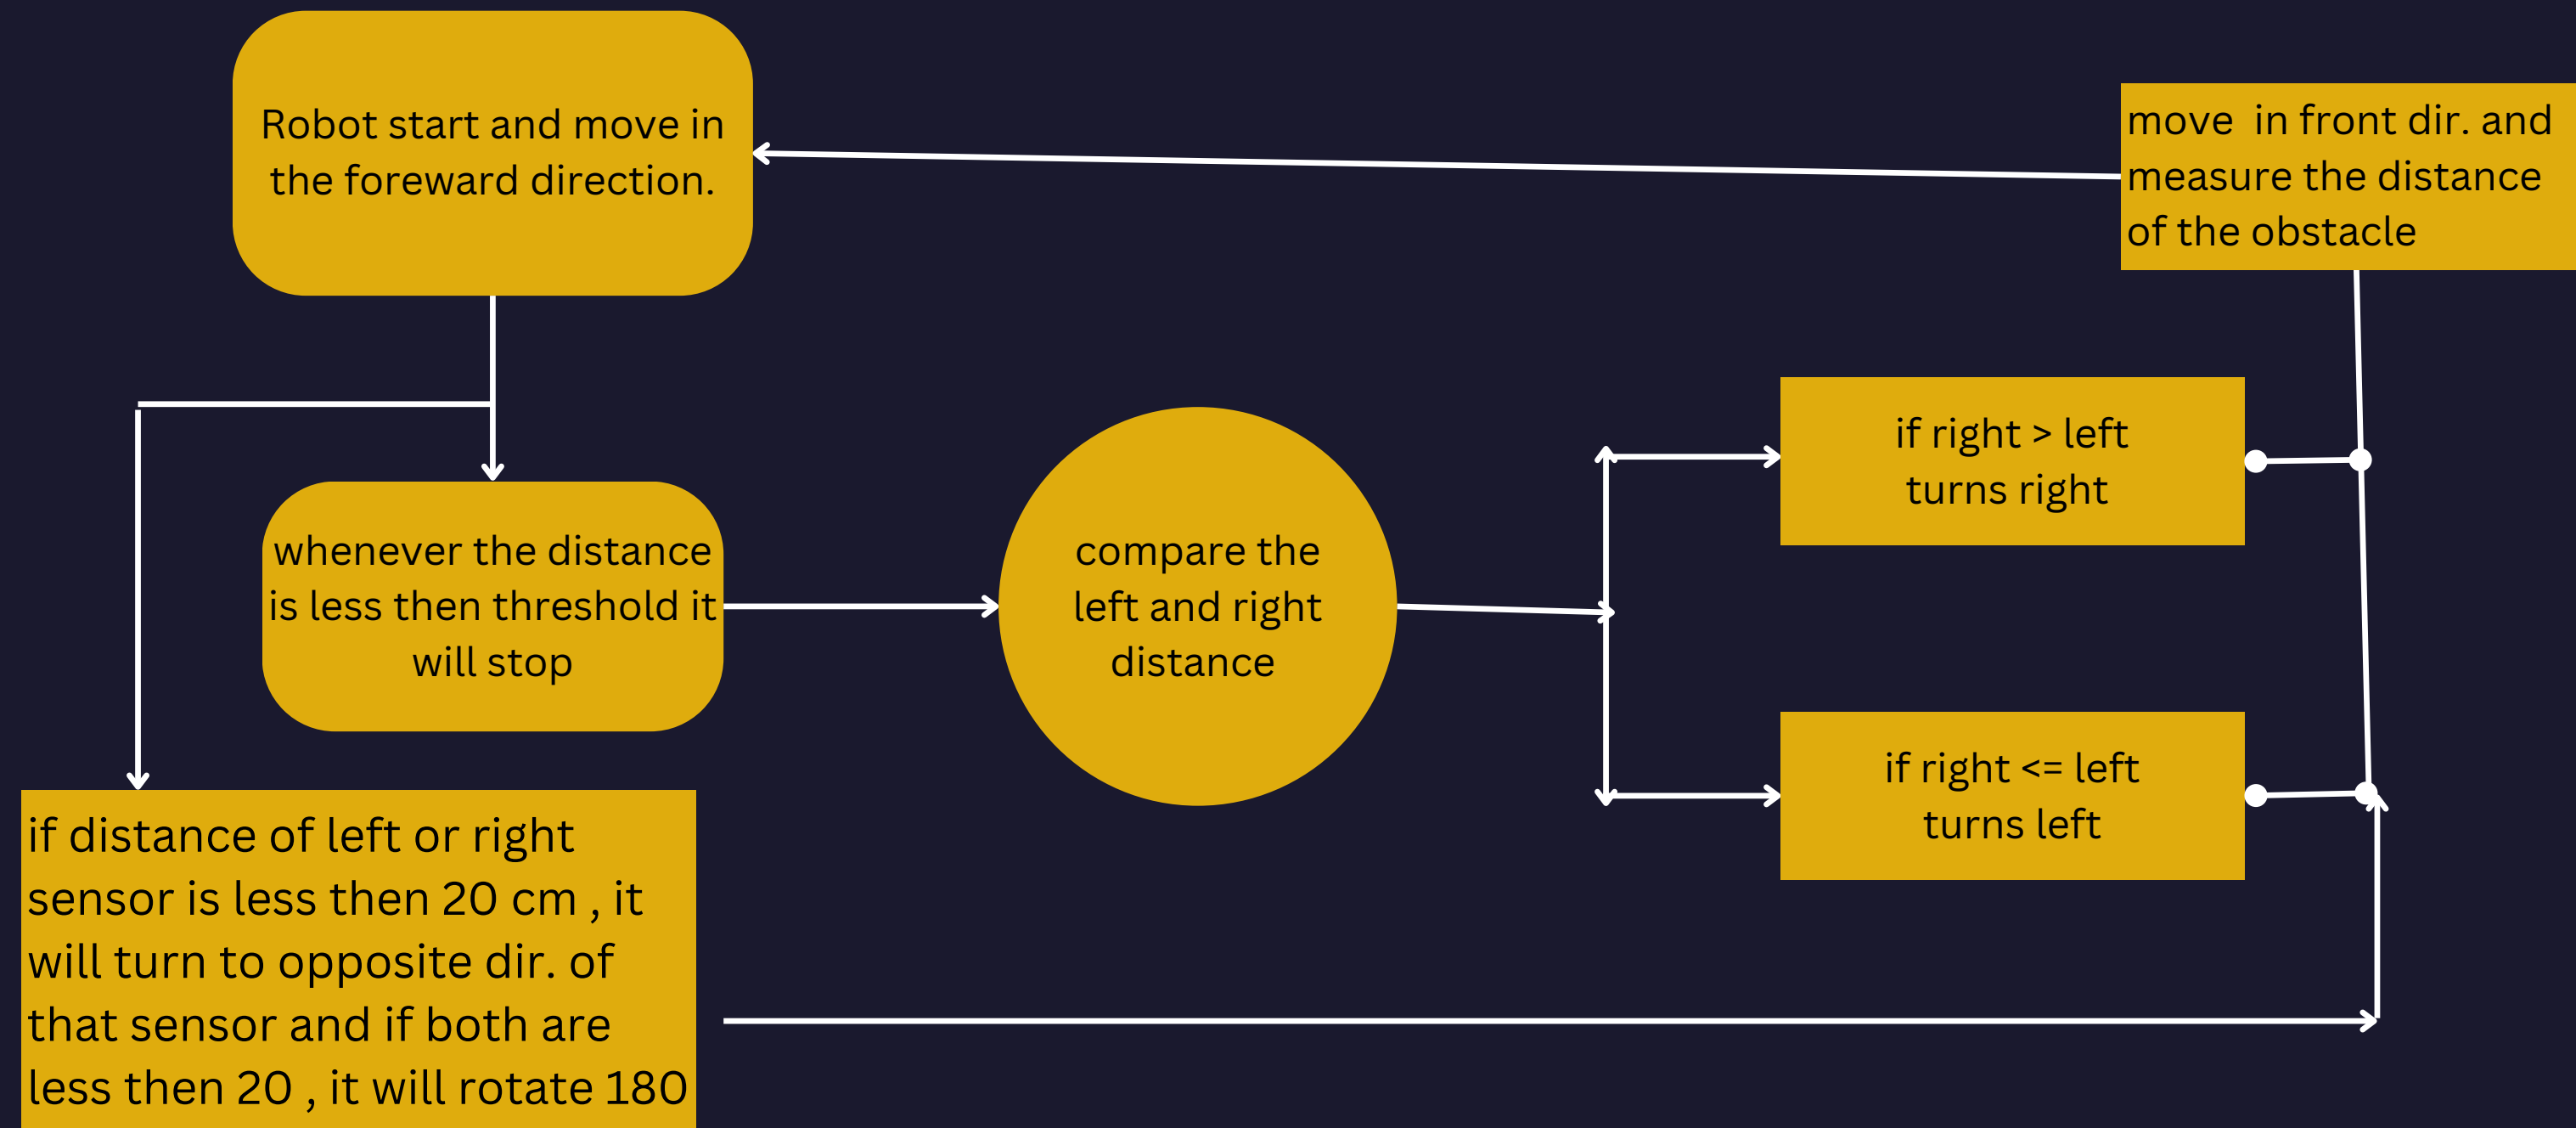 Robot start and move in
the foreward direction.
move in front dir. and
measure the distance
of the obstacle
whenever the distance
is less then threshold it
will stop
compare the
left and right
distance
if right > left
turns right
if right <= left
turns left
if distance of left or right
sensor is less then 20 cm , it
will turn to opposite dir. of
that sensor and if both are
less then 20 , it will rotate 180